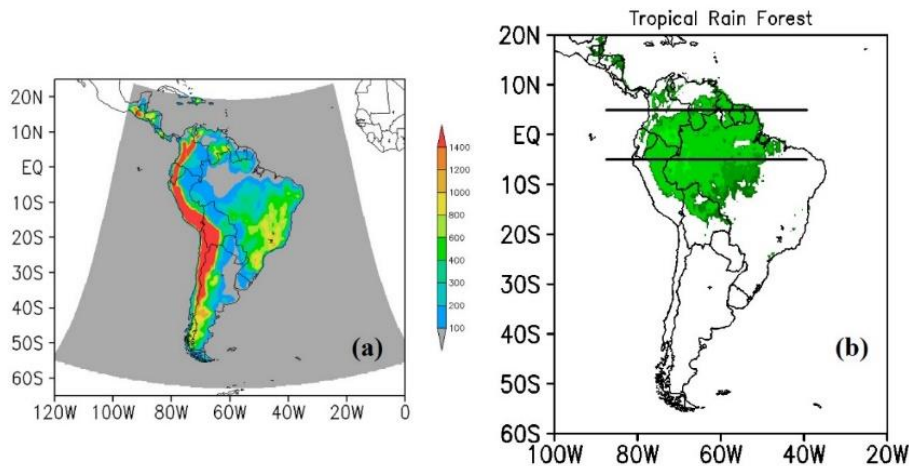 20N
10N
EQ
10S
20S
30S
40S
50S
60S
120W 100W 80W 60W 40W 20W 0
(a)
1400
1200
1000
800
600
400
300
200
100
Tropical Rain Forest
20N
10N
EQ
10S
20S
30S
40S
50S
60S
100W 80W 60W 40W 20W
(b)